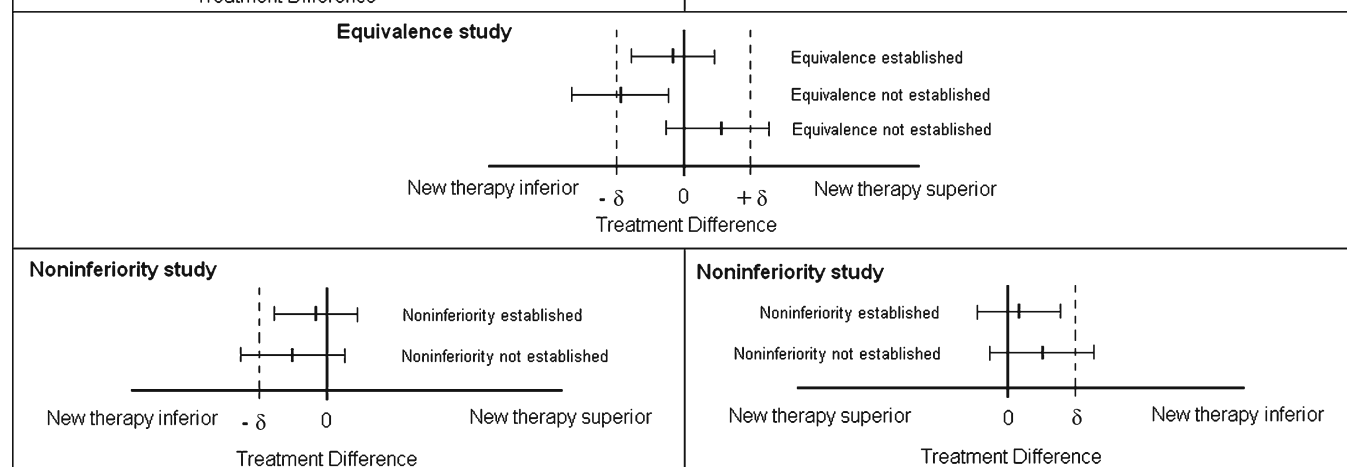 Treatment Difference
Equivalence study
Equivalence established
Equivalence not established
Equivalence not established
New therapy inferior
- δ
0
+ δ
New therapy superior
Treatment Difference
Noninferiority study
Noninferiority established
Noninferiority not established
New therapy inferior
- δ
0
New therapy superior
Treatment Difference
Noninferiority study
Noninferiority established
Noninferiority not established
New therapy superior
0
δ
New therapy inferior
Treatment Difference